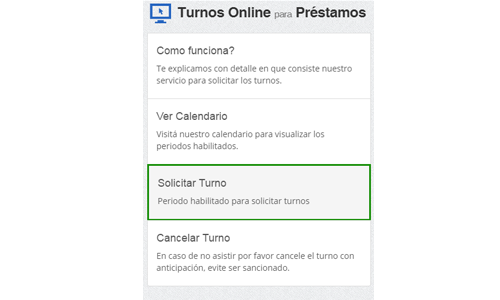 Turnos Online para Préstamos
Como funciona?
Te explicamos con detalle en que consiste nuestro
servicio para solicitar los turnos.
Ver Calendario
Visitá nuestro calendario para visualizar los
periodos habilitados.
Solicitar Turno
Periodo habilitado para solicitar turnos
Cancelar Turno
En caso de no asistir por favor cancele el turno con
anticipación, evite ser sancionado.